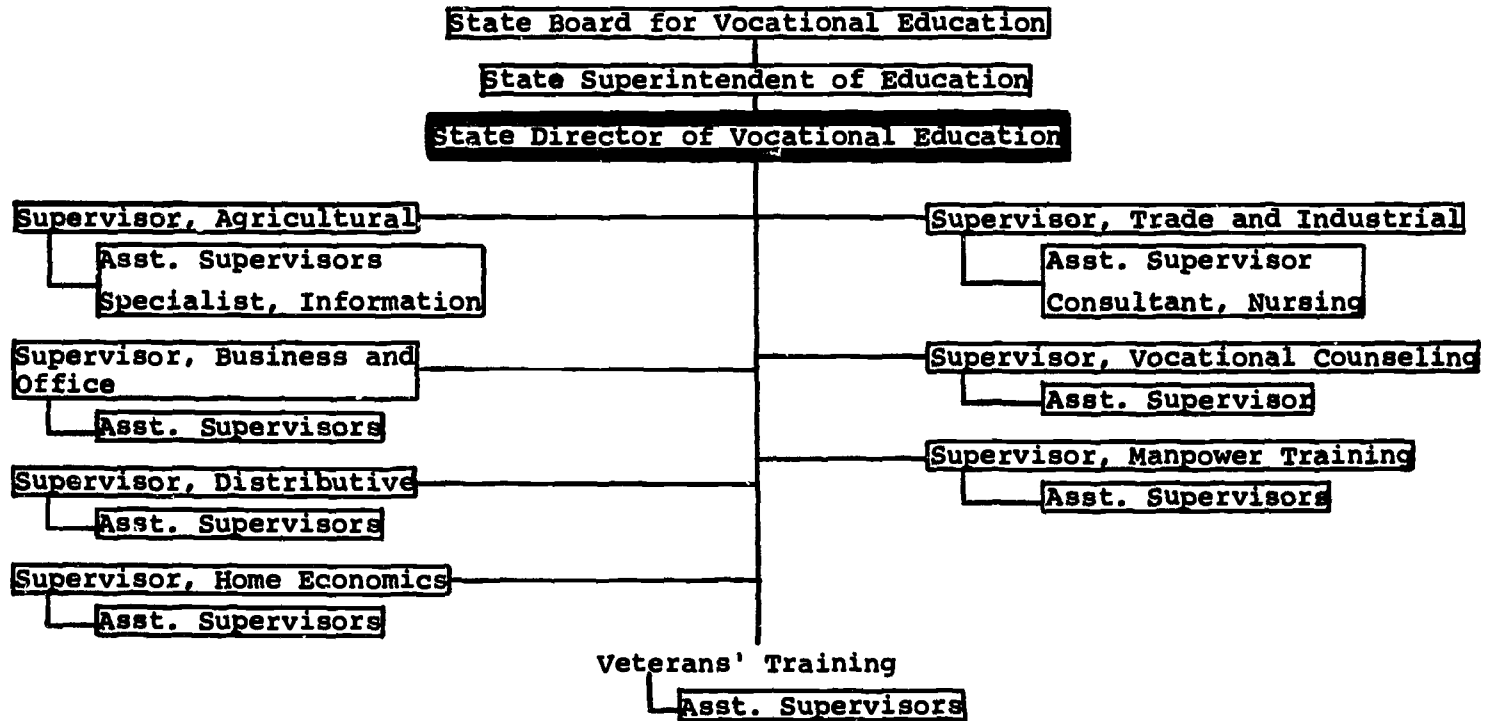 State Board for Vocational Education
State Superintendent of Education
State Director of Vocational Education
Supervisor, Agricultural
Asst. Supervisors
Specialist, Information
Supervisor, Business and
Office
Asst. Supervisors
Supervisor, Distributive
Asst. Supervisors
Supervisor, Home Economics
Asst. Supervisors
Supervisor, Trade and Industrial
Asst. Supervisor
Consultant, Nursing
Supervisor, Vocational Counseling
Asst. Supervisor
Supervisor, Manpower Training
Asst. Supervisors
Veterans' Training
Asst. Supervisors